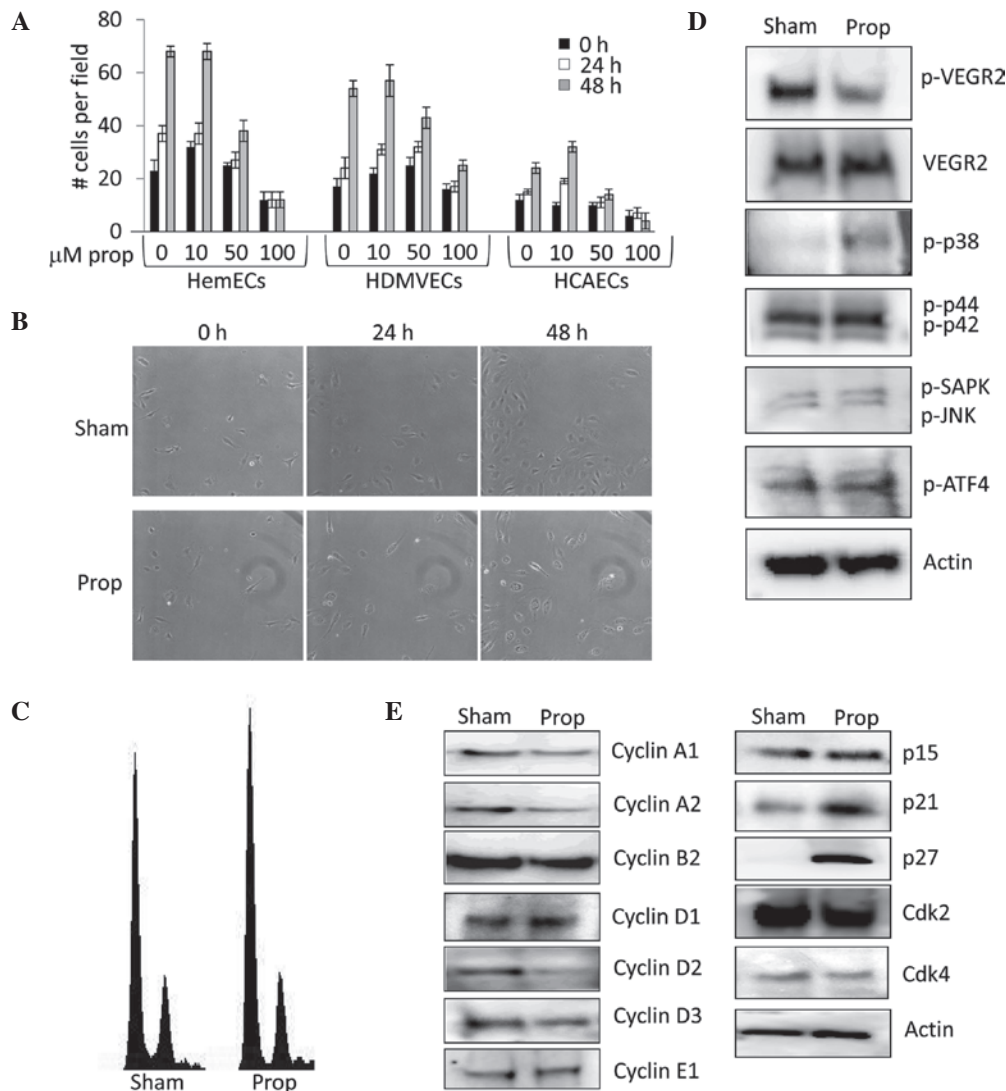 A
80
60
40
20
0
# cells per field
0 h
24 h
48 h
μM prop
0 10 50 100
0 10 50 100
0 10 50 100
HemECs
HDMVECs
HCAECs
B
0 h 24 h 48 h
Sham
Prop
C
Sham Prop
D
Sham Prop
p-VEGR2
VEGR2
p-p38
p-p44
p-p42
p-SAPK
p-JNK
p-ATF4
Actin
E
Sham Prop
Cyclin A1
Cyclin A2
Cyclin B2
Cyclin D1
Cyclin D2
Cyclin D3
Cyclin E1
Sham Prop
p15
p21
p27
Cdk2
Cdk4
Actin